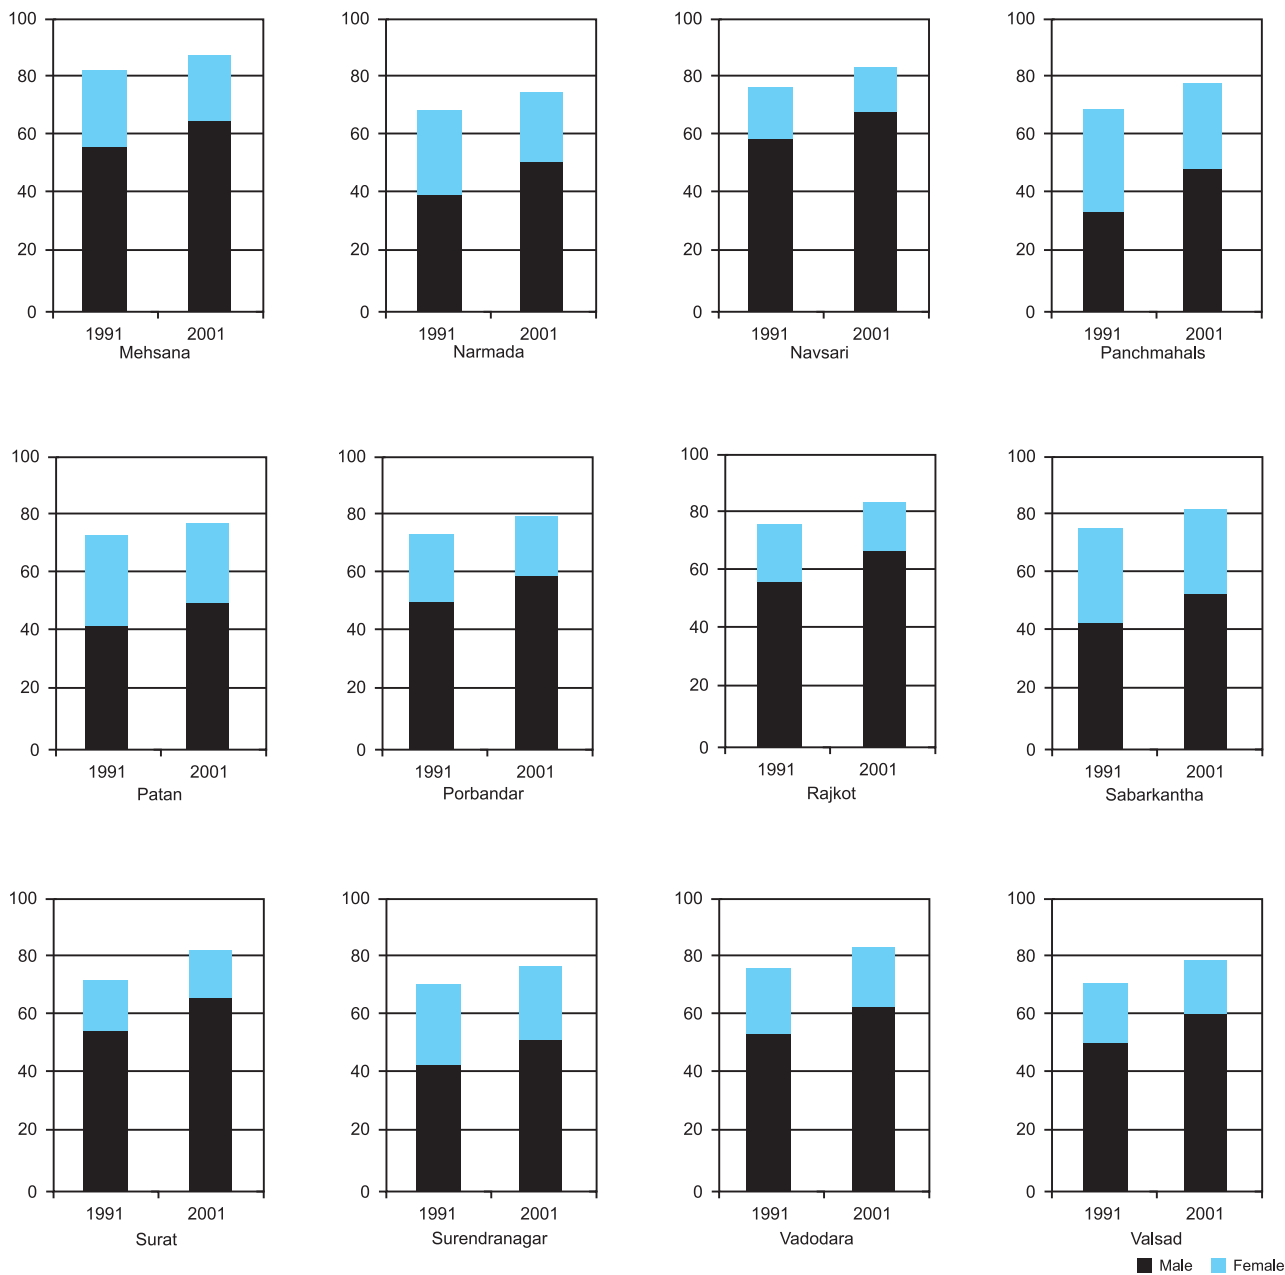 100 100 100 100
80 80 80 80
60 60 60 60
40 40 40 40
20 20 20 20
0 0 0 0
1991 2001 1991 2001 1991 2001 1991 2001
Mehsana Narmada Navsari Panchmahals
100 100 100 100
80 80 80 80
60 60 60 60
40 40 40 40
20 20 20 20
0 0 0 0
1991 2001 1991 2001 1991 2001 1991 2001
Patan Porbandar Rajkot Sabarkantha
100 100 100 100
80 80 80 80
60 60 60 60
40 40 40 40
20 20 20 20
0 0 0 0
1991 2001 1991 2001 1991 2001 1991 2001
Surat Surendranagar Vadodara Valsad
Male Female